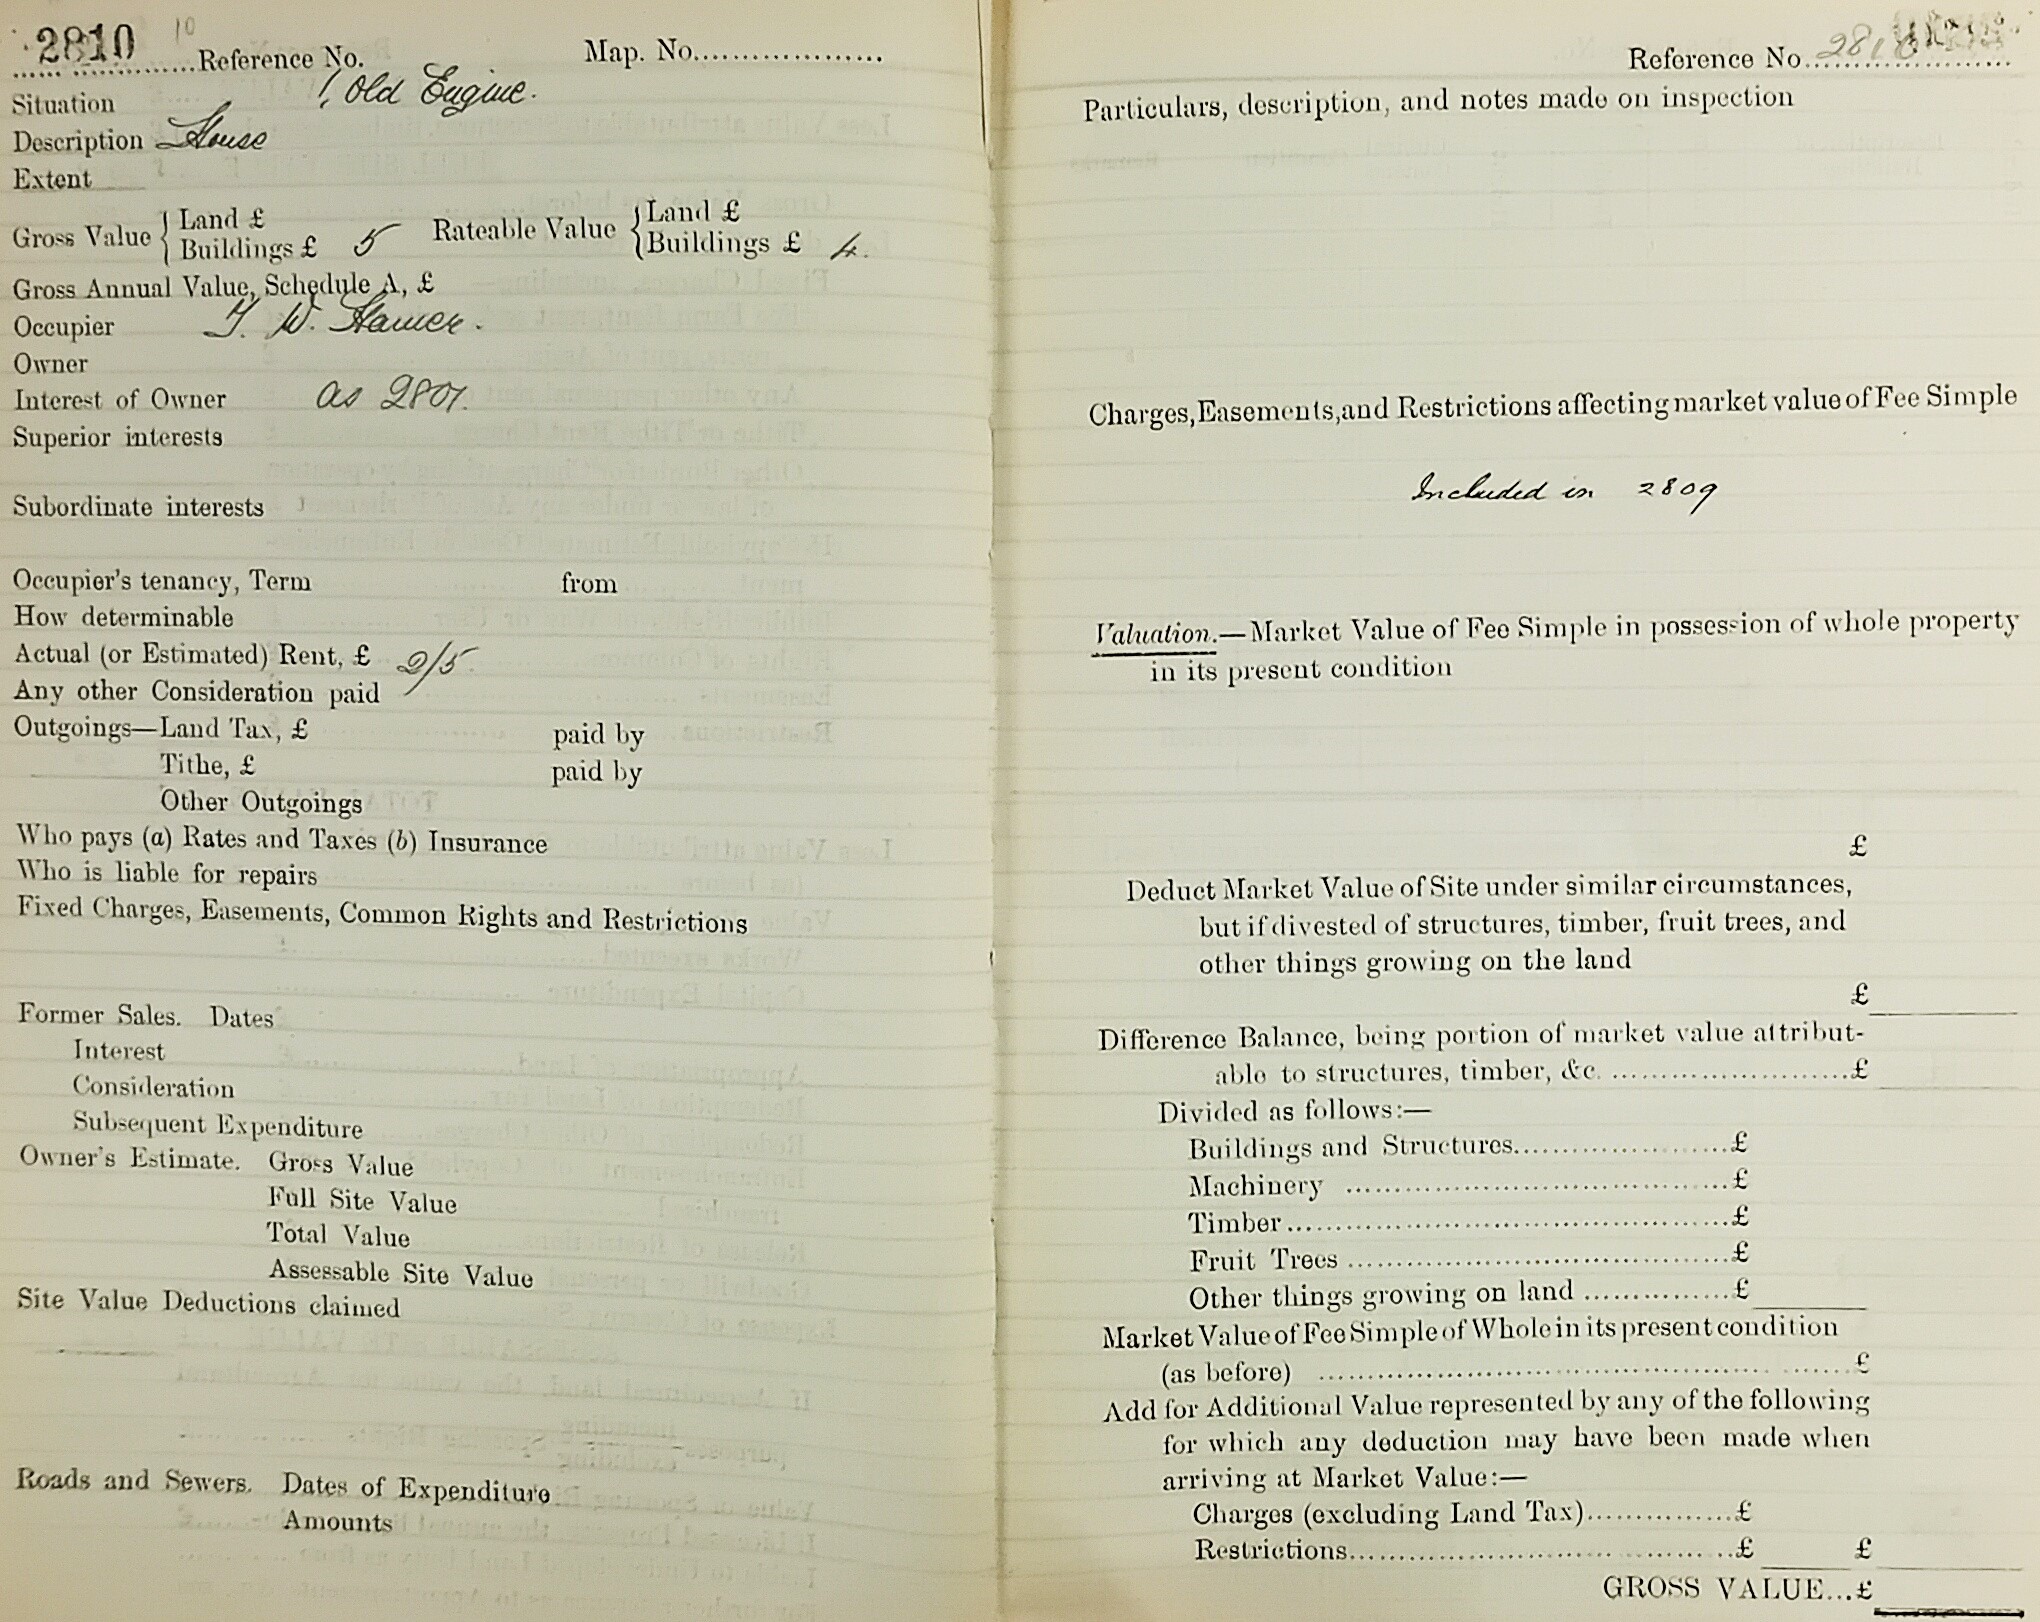 2810 10
Reference No. Map. No.
Situation 1, Old Engine.
Description House
Extent
Gross Value { Land £
Buildings £ 5 Rateable Value { Land £
Buildings £ 4.
Gross Annual Value, Schedule A, £
Occupier W.
Owner
Interest of Owner as 2807.
Superior interests
Subordinate interests
Occupier's tenancy, Term from
How determinable
Actual (or Estimated) Rent, £ 2/5
Any other Consideration paid
Outgoings—Land Tax, £ paid by
Tithe, £ paid by
Other Outgoings
Who pays (a) Rates and Taxes (b) Insurance
Who is liable for repairs
Fixed Charges, Easements, Common Rights and Restrictions
Former Sales. Dates
Interest
Consideration
Subsequent Expenditure
Owner's Estimate. Gross Value
Full Site Value
Total Value
Assessable Site Value
Site Value Deductions claimed
Roads and Sewers. Dates of Expenditure
Amounts
Reference No. 2810
Particulars, description, and notes made on inspection
Charges, Easements, and Restrictions affecting market value of Fee Simple
Included in 2809
Valuation.—Market Value of Fee Simple in possession of whole property
in its present condition
£
Deduct Market Value of Site under similar circumstances,
but if divested of structures, timber, fruit trees, and
other things growing on the land
£
Difference Balance, being portion of market value attribut-
able to structures, timber, &c. £
Divided as follows:—
Buildings and Structures £
Machinery £
Timber £
Fruit Trees £
Other things growing on land £
Market Value of Fee Simple of Whole in its present condition
(as before) £
Add for Additional Value represented by any of the following
for which any deduction may have been made when
arriving at Market Value:—
Charges (excluding Land Tax) £
Restrictions £ £
GROSS VALUE...£